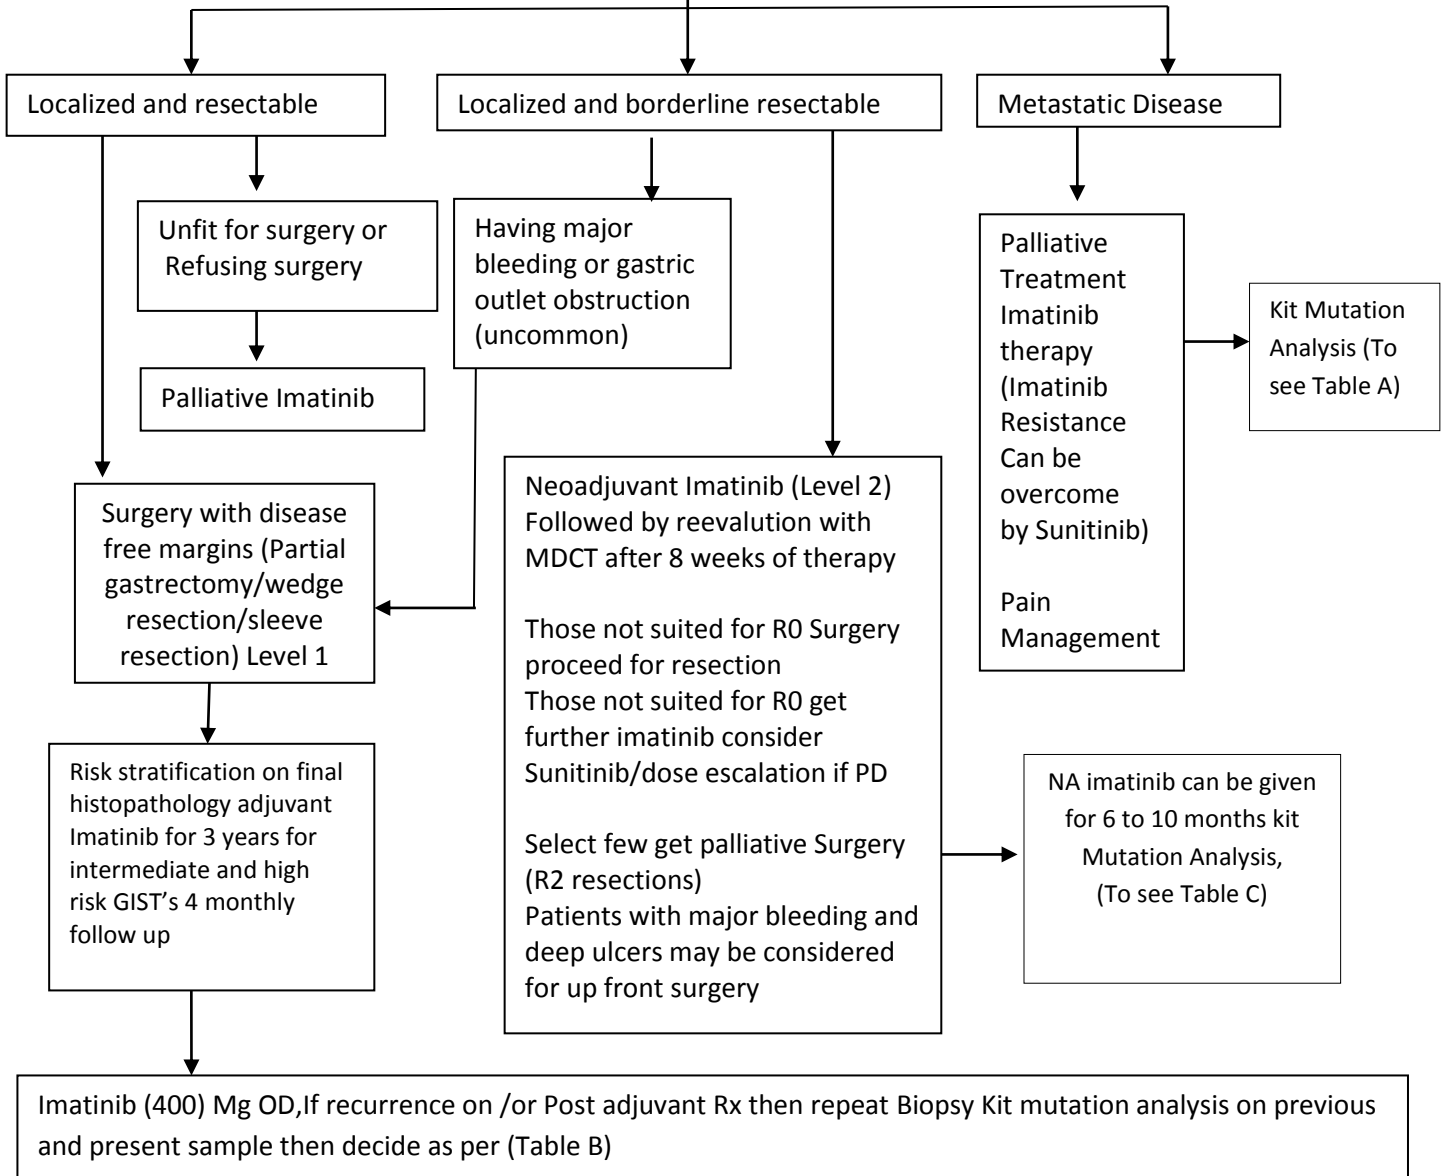 Localized and resectable
Localized and borderline resectable
Metastatic Disease
Unfit for surgery or
Refusing surgery
Palliative Imatinib
Having major
bleeding or gastric
outlet obstruction
(uncommon)
Palliative
Treatment
Imatinib
therapy
(Imatinib
Resistance
Can be
overcome
by Sunitinib)
Pain
Management
Kit Mutation
Analysis (To
see Table A)
Surgery with disease
free margins (Partial
gastrectomy/wedge
resection/sleeve
resection) Level 1
Neoadjuvant Imatinib (Level 2)
Followed by reevalution with
MDCT after 8 weeks of therapy
Those not suited for R0 Surgery
proceed for resection
Those not suited for R0 get
further imatinib consider
Sunitinib/dose escalation if PD
Select few get palliative Surgery
(R2 resections)
Patients with major bleeding and
deep ulcers may be considered
for up front surgery
Risk stratification on final
histopathology adjuvant
Imatinib for 3 years for
intermediate and high
risk GIST’s 4 monthly
follow up
NA imatinib can be given
for 6 to 10 months kit
Mutation Analysis,
(To see Table C)
Imatinib (400) Mg OD,If recurrence on /or Post adjuvant Rx then repeat Biopsy Kit mutation analysis on previous
and present sample then decide as per (Table B)